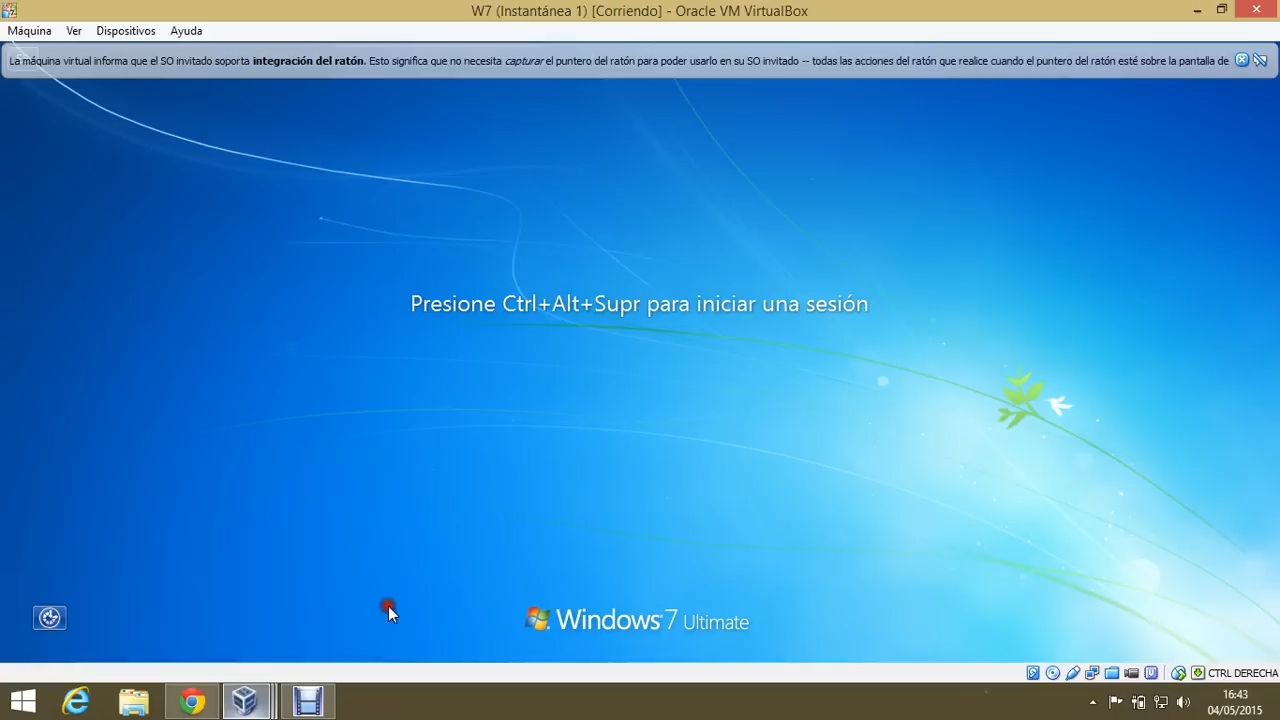 W7 (Instantánea 1) [Corriendo] - Oracle VM VirtualBox
Máquina Ver Dispositivos Ayuda
La máquina virtual informa que el SO invitado soporta integración del ratón. Esto significa que no necesita capturar el puntero del ratón para poder usarlo en su SO invitado -- todas las acciones del ratón que realice cuando el puntero del ratón esté sobre la pantalla de
Presione Ctrl+Alt+Supr para iniciar una sesión
Windows 7 Ultimate
CTRL DERECHA
16:43
04/05/2015